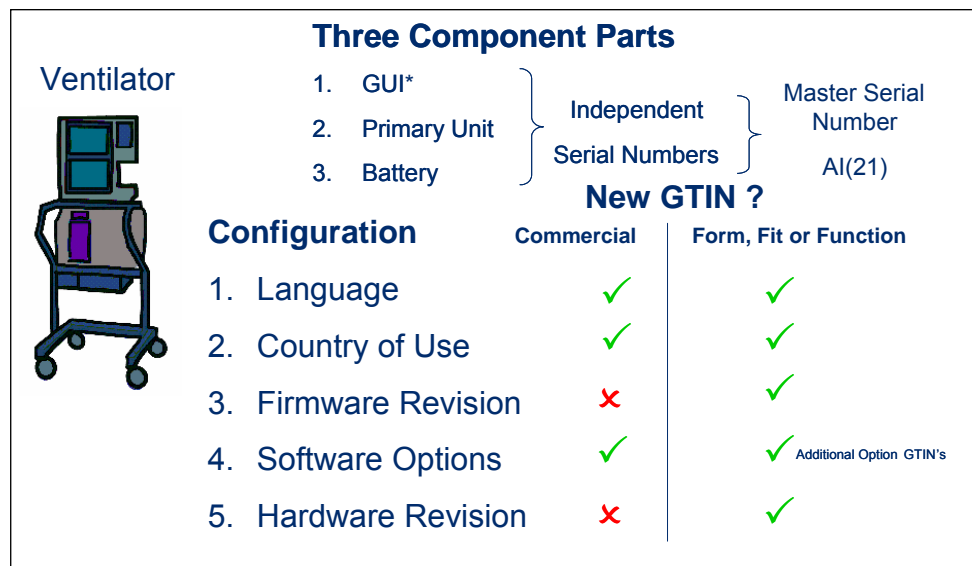 Three Component Parts
Ventilator
1. GUI*
2. Primary Unit
3. Battery
Independent
Serial Numbers
Master Serial
Number
AI(21)
New GTIN ?
Configuration
Commercial
Form, Fit or Function
1. Language ✓ ✓
2. Country of Use ✓ ✓
3. Firmware Revision ✗ ✓
4. Software Options ✓ ✓ Additional Option GTIN's
5. Hardware Revision ✗ ✓